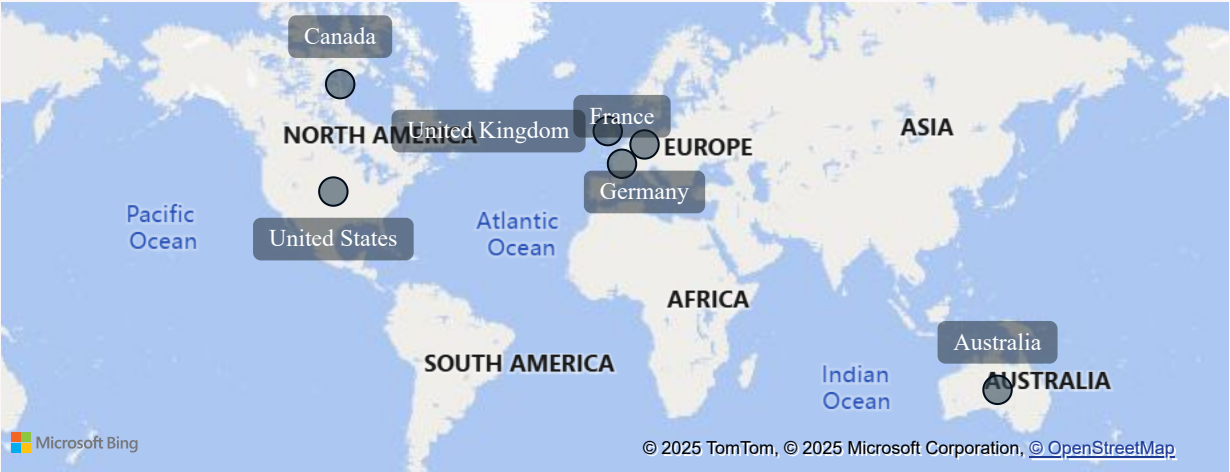 Canada
France
United Kingdom
NORTH AMERICA
ASIA
EUROPE
Germany
Pacific
Ocean
Atlantic
Ocean
United States
AFRICA
Australia
SOUTH AMERICA
Indian
Ocean
AUSTRALIA
Microsoft Bing
© 2025 TomTom, © 2025 Microsoft Corporation, © OpenStreetMap